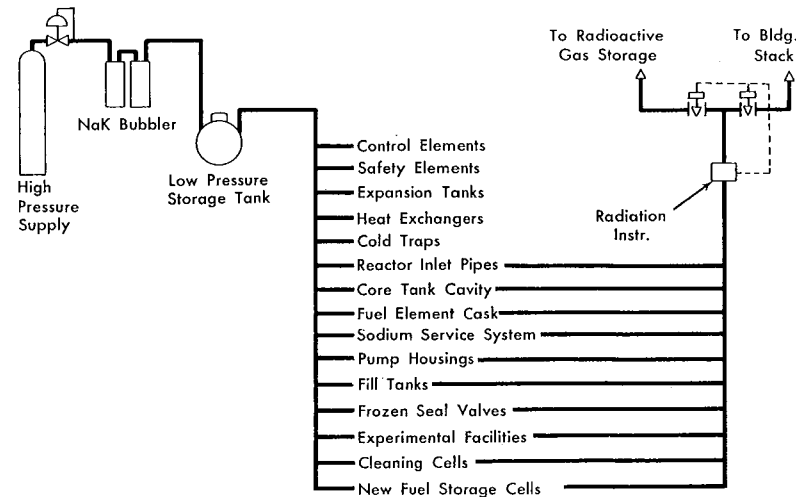 To Radioactive
Gas Storage
To Bldg.
Stack
NaK Bubbler
High
Pressure
Supply
Low Pressure
Storage Tank
Radiation
Instr.
Control Elements
Safety Elements
Expansion Tanks
Heat Exchangers
Cold Traps
Reactor Inlet Pipes
Core Tank Cavity
Fuel Element Cask
Sodium Service System
Pump Housings
Fill Tanks
Frozen Seal Valves
Experimental Facilities
Cleaning Cells
New Fuel Storage Cells